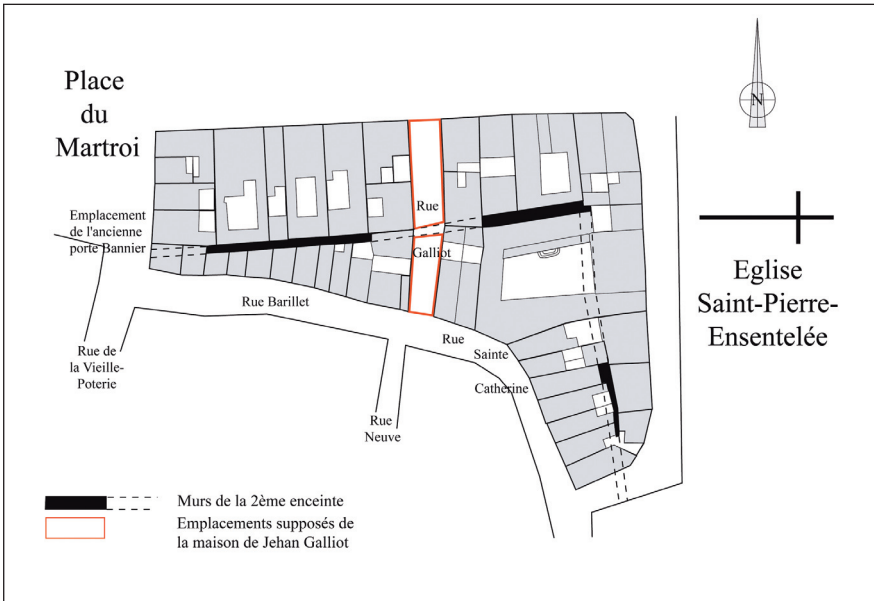 Place
du
Martroi
N
Emplacement
de l'ancienne
porte Bannier
Rue
Galliot
Eglise
Saint-Pierre-
Ensentelée
Rue Barillet
Rue
Sainte
Catherine
Rue de
la Vieille-
Poterie
Rue
Neuve
Murs de la 2ème enceinte
Emplacements supposés de
la maison de Jehan Galliot